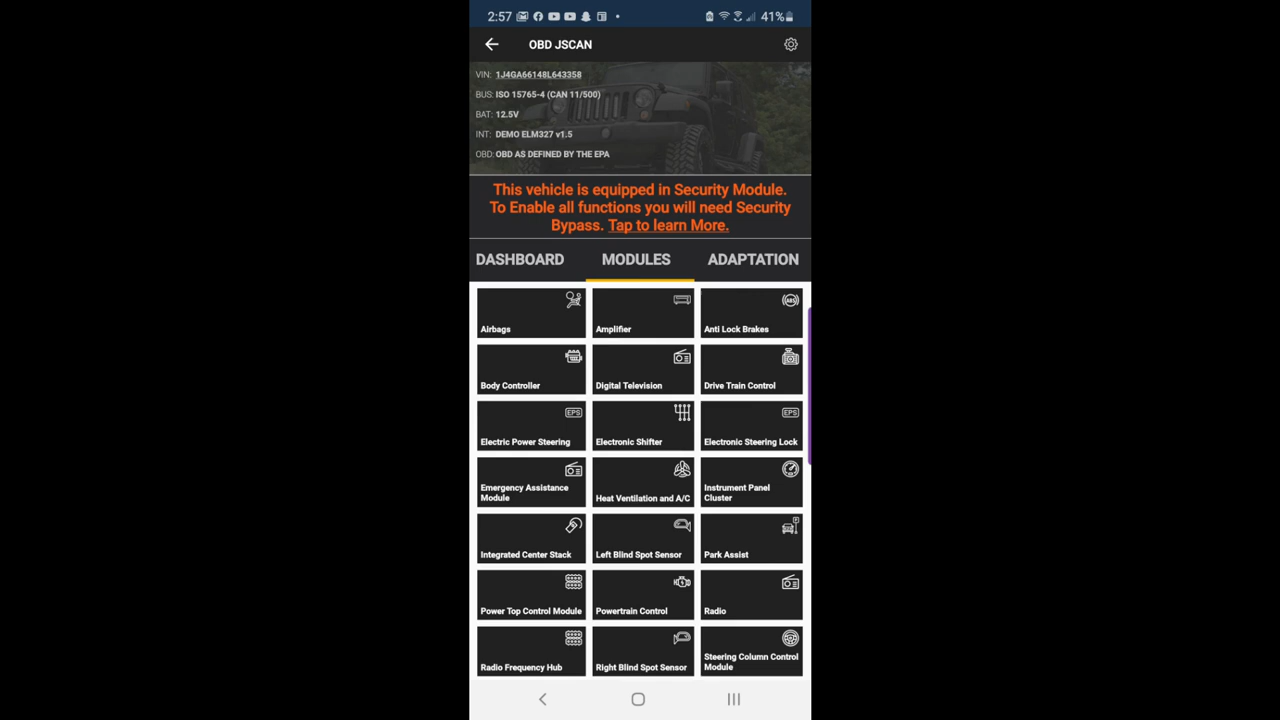 2:57
41%
OBD JSCAN
VIN: 1J4GA66148L643358
BUS: ISO 15765-4 (CAN 11/500)
BAT: 12.5V
INT: DEMO ELM327 v1.5
OBD: OBD AS DEFINED BY THE EPA
This vehicle is equipped in Security Module.
To Enable all functions you will need Security
Bypass. Tap to learn More.
DASHBOARD
MODULES
ADAPTATION
Airbags
Amplifier
ABS
Anti Lock Brakes
Body Controller
Digital Television
Drive Train Control
EPS
Electric Power Steering
Electronic Shifter
EPS
Electronic Steering Lock
Emergency Assistance
Module
Heat Ventilation and A/C
Instrument Panel
Cluster
Integrated Center Stack
Left Blind Spot Sensor
P
Park Assist
Power Top Control Module
Powertrain Control
Radio
Radio Frequency Hub
Right Blind Spot Sensor
Steering Column Control
Module